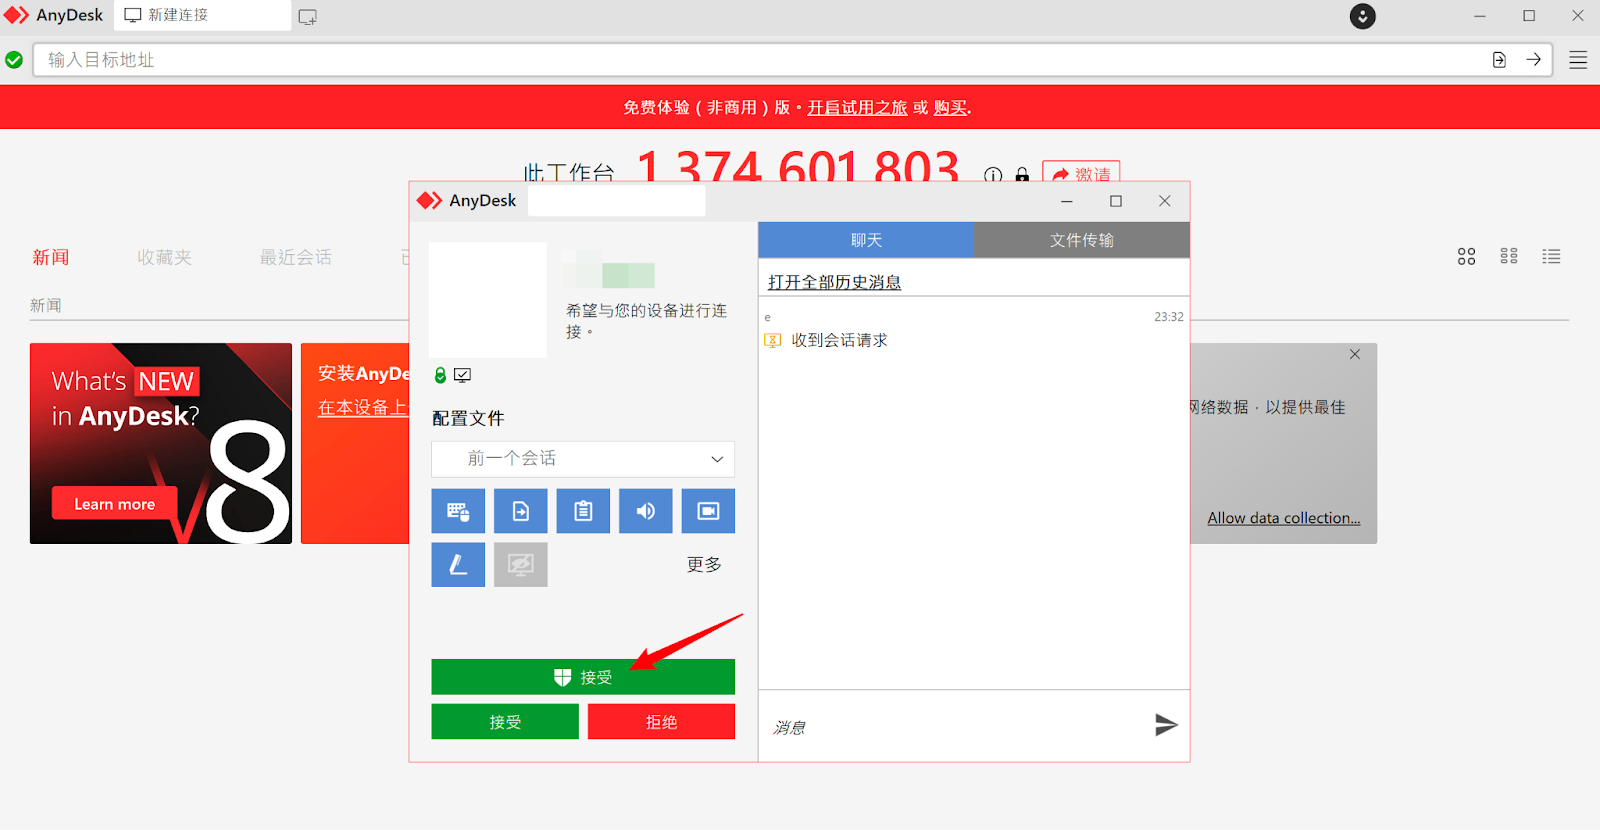 AnyDesk
新建连接
输入目标地址
免费体验 ( 非商用 ) 版。开启试用之旅 或 购买.
此工作台 1 374 601 803 邀请
新闻 收藏夹 最近会话
新闻
What's NEW
in AnyDesk?
8
Learn more
安装AnyDe
在本设备上
AnyDesk
希望与您的设备进行连
接。
配置文件
前一个会话
更多
接受
接受 拒绝
聊天 文件传输
打开全部历史消息
e 23:32
收到会话请求
消息
网络数据，以提供最佳
Allow data collection...